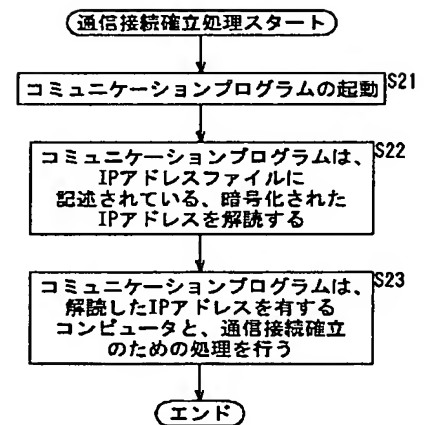 通信接続確立処理スタート
コミュニケーションプログラムの起動
S21
コミュニケーションプログラムは、
IPアドレスファイルに
記述されている、暗号化された
IPアドレスを解読する
S22
コミュニケーションプログラムは、
解読したIPアドレスを有する
コンピュータと、通信接続確立
のための処理を行う
S23
エンド